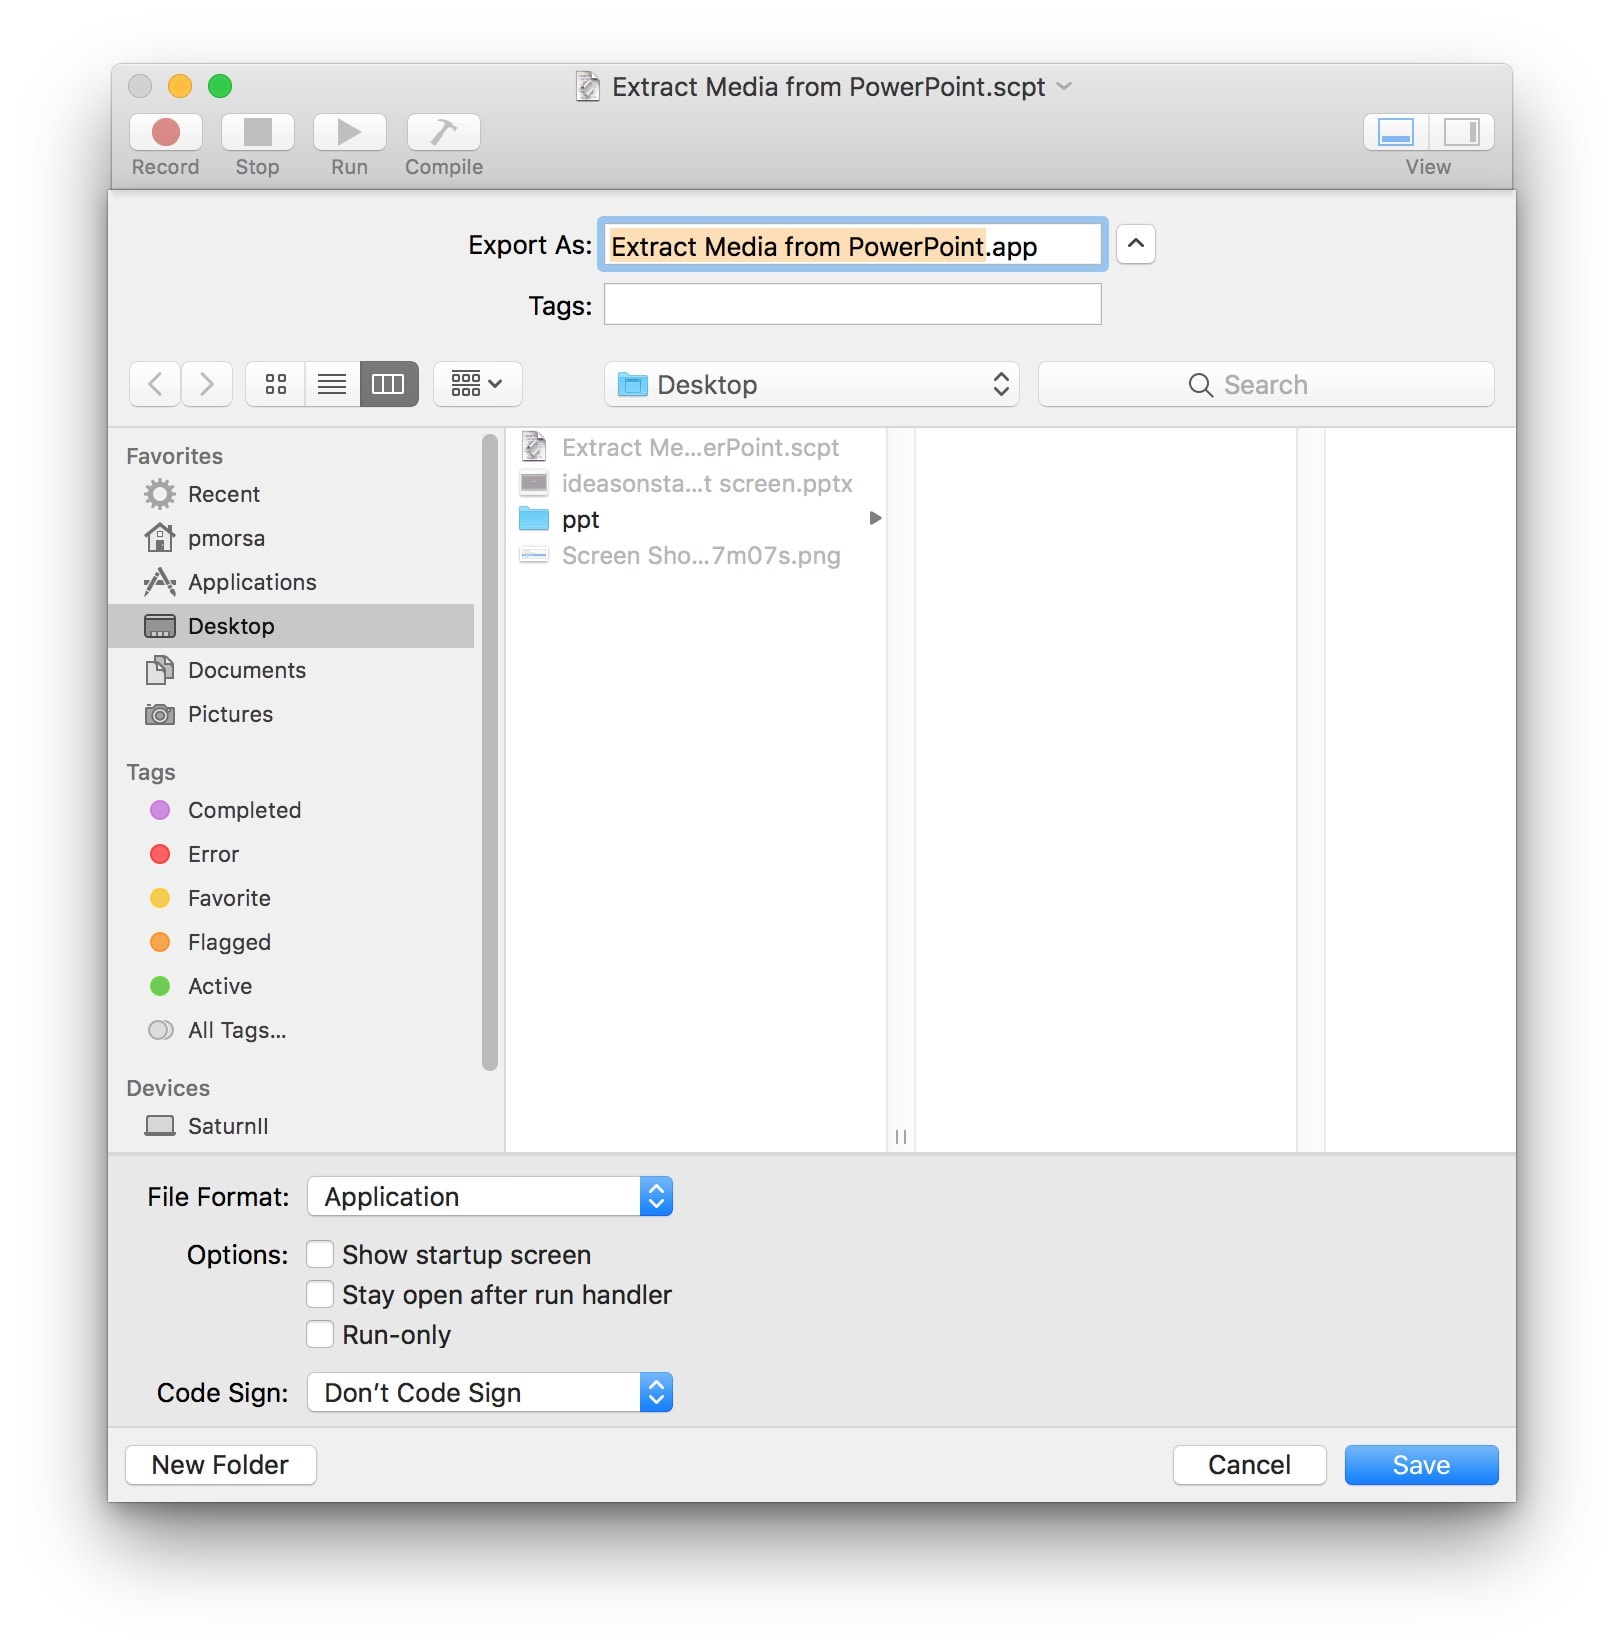 Extract Media from PowerPoint.scpt
Record Stop Run Compile View
Export As: Extract Media from PowerPoint.app
Tags:
Desktop Search
Favorites
Recent
pmorsa
Applications
Desktop
Documents
Pictures
Tags
Completed
Error
Favorite
Flagged
Active
All Tags...
Devices
SaturnII
Extract Me...erPoint.scpt
ideasonsta...t screen.pptx
ppt
Screen Sho...7m07s.png
File Format: Application
Options: Show startup screen
Stay open after run handler
Run-only
Code Sign: Don’t Code Sign
New Folder Cancel Save